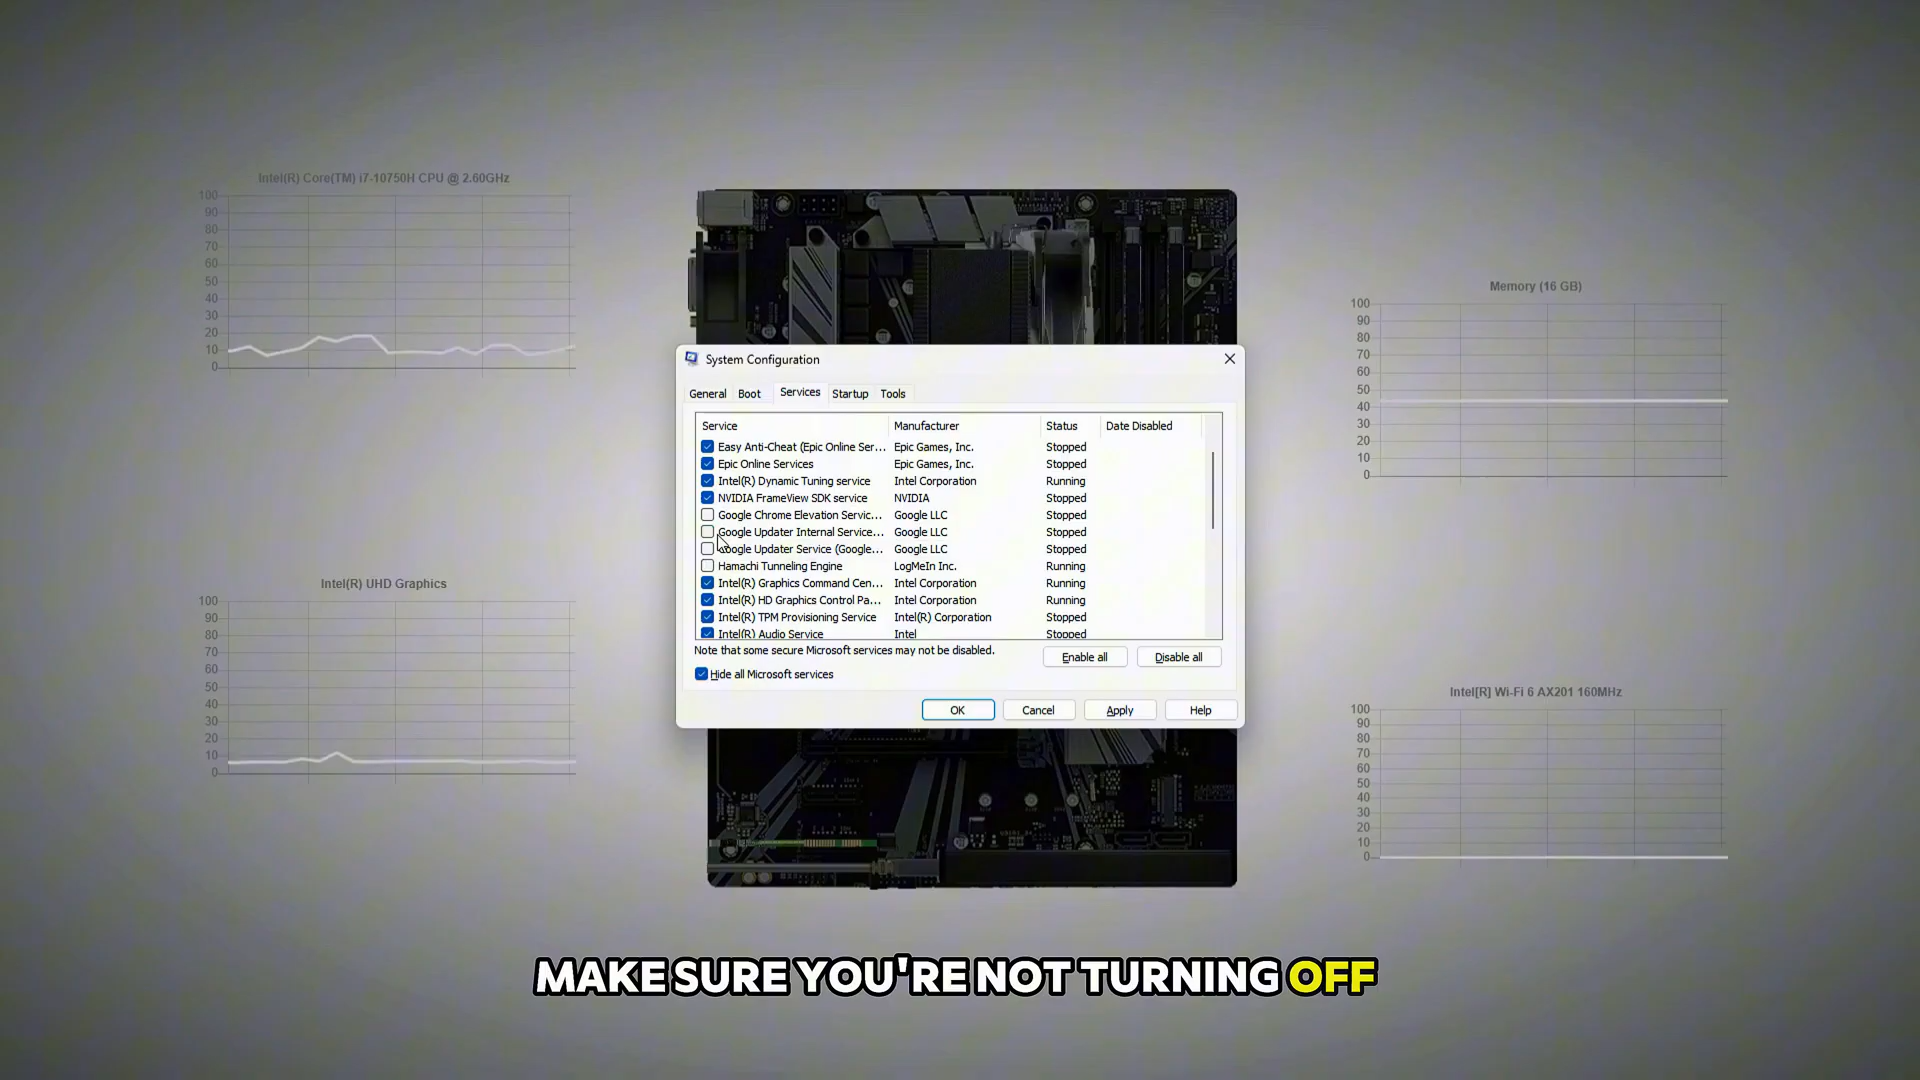 Intel(R) Core(TM) i7-10750H CPU @ 2.60GHz
100
90
80
70
60
50
40
30
20
10
0
Memory (16 GB)
100
90
80
70
60
50
40
30
20
10
0
System Configuration
General Boot Services Startup Tools
Service Manufacturer Status Date Disabled
Easy Anti-Cheat (Epic Online Ser... Epic Games, Inc. Stopped
Epic Online Services Epic Games, Inc. Stopped
Intel(R) Dynamic Tuning service Intel Corporation Running
NVIDIA FrameView SDK service NVIDIA Stopped
Google Chrome Elevation Servic... Google LLC Stopped
Google Updater Internal Service... Google LLC Stopped
Google Updater Service (Google... Google LLC Stopped
Hamachi Tunneling Engine LogMeIn Inc. Running
Intel(R) Graphics Command Cen... Intel Corporation Running
Intel(R) HD Graphics Control Pa... Intel Corporation Running
Intel(R) TPM Provisioning Service Intel(R) Corporation Stopped
Intel(R) Audio Service Intel Stopped
Note that some secure Microsoft services may not be disabled.
Enable all Disable all
Hide all Microsoft services
OK Cancel Apply Help
Intel(R) UHD Graphics
100
90
80
70
60
50
40
30
20
10
0
Intel[R] Wi-Fi 6 AX201 160MHz
100
90
80
70
60
50
40
30
20
10
0
MAKE SURE YOU'RE NOT TURNING OFF